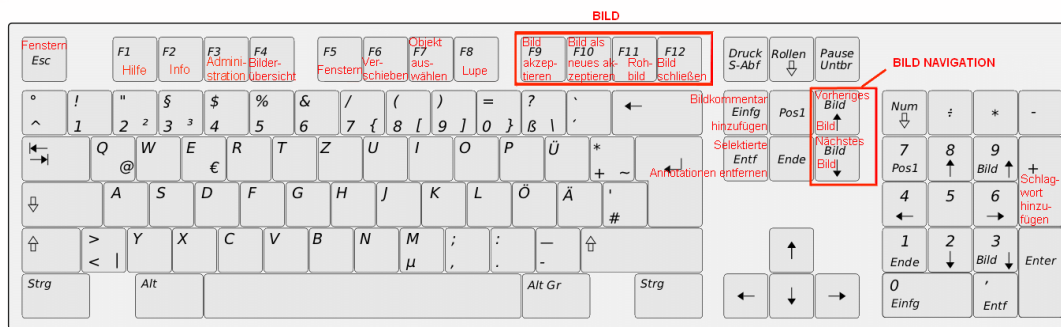 BILD
Fenstern
Esc
F1
Hilfe
F2
Info
F3
Admini-
stration
F4
Bilder-
übersicht
F5
Fenstern
F6
Ver-
schieben
Objekt
F7
aus-
wählen
F8
Lupe
Bild
F9
akzep-
tieren
Bild als
F10
neues ak-
zeptieren
F11
Roh-
bild
F12
Bild
schließen
Druck
S-Abf
Rollen
Pause
Untbr
BILD NAVIGATION
° ^
! 1
" 2 ²
§ 3 ³
$ 4
% 5
& 6
/ 7 {
( 8 [
) 9 ]
= 0 }
? ß \
` ´
←
Bildkommentar
Einfg
hinzufügen
Pos1
Vorheriges
Bild ↑
Bild
Num
÷
*
-
Q @
W
E €
R
T
Z
U
I
O
P
Ü
* + ~
Selektierte
Entf
Annotationen entfernen
Ende
Nächstes
Bild ↓
Bild
7 Pos1
8 ↑
9 Bild ↑
+
Schlag-
wort
hinzu-
fügen
A
S
D
F
G
H
J
K
L
Ö
Ä
' #
4 ←
5
6 →
> < |
Y
X
C
V
B
N
M µ
; ,
: .
— -
↑
1 Ende
2 ↓
3 Bild ↓
Enter
Strg
Alt
Alt Gr
Strg
← ↓ →
0 Einfg
, Entf